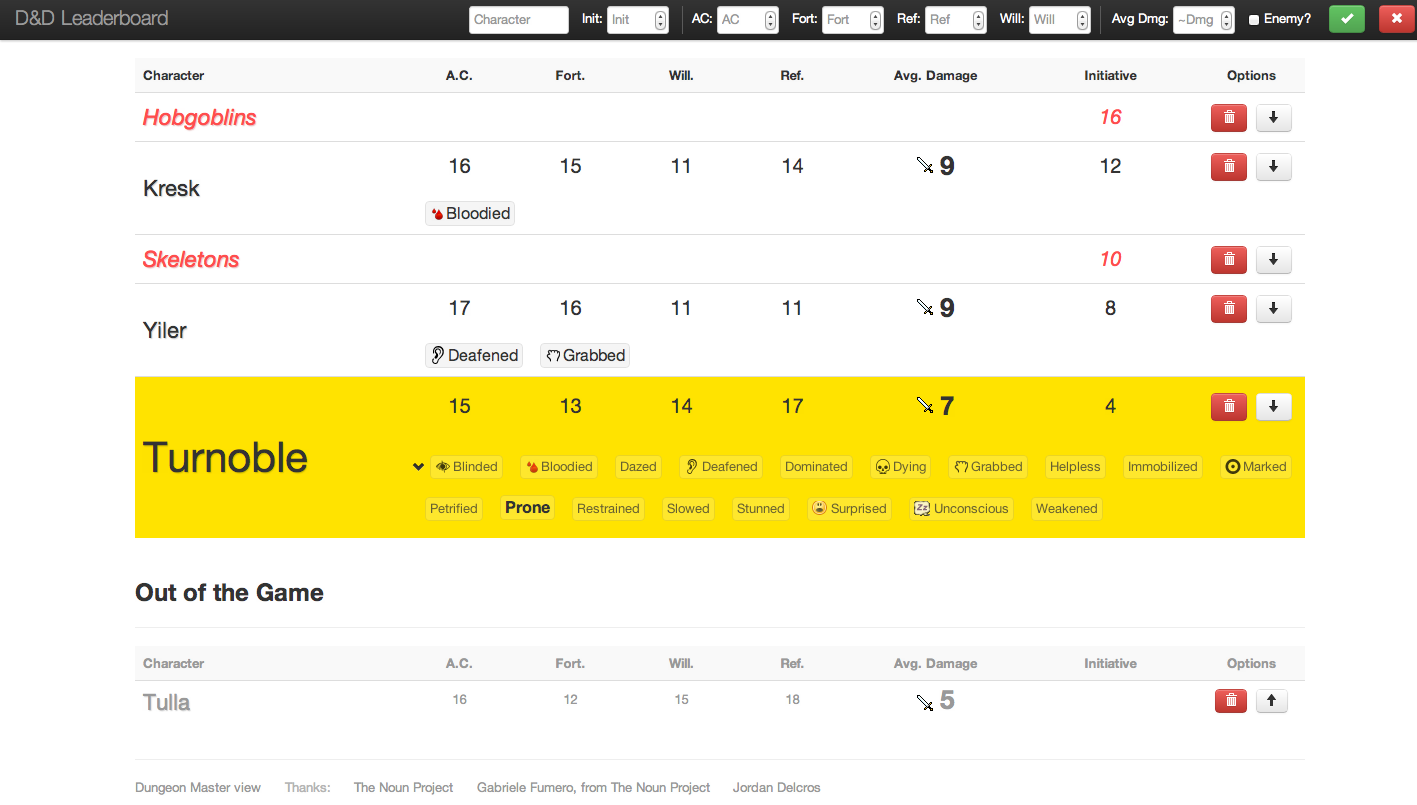 D&D Leaderboard Character Init: Init AC: AC Fort: Fort Ref: Ref Will: Will Avg Dmg: ~Dmg Enemy?
Character A.C. Fort. Will. Ref. Avg. Damage Initiative Options
Hobgoblins 16
16 15 11 14 9 12
Kresk
Bloodied
Skeletons 10
17 16 11 11 9 8
Yiler
Deafened Grabbed
15 13 14 17 7 4
Turnoble
Blinded Bloodied Dazed Deafened Dominated Dying Grabbed Helpless Immobilized Marked
Petrified Prone Restrained Slowed Stunned Surprised Unconscious Weakened
Out of the Game
Character A.C. Fort. Will. Ref. Avg. Damage Initiative Options
Tulla 16 12 15 18 5
Dungeon Master view Thanks: The Noun Project Gabriele Fumero, from The Noun Project Jordan Delcros